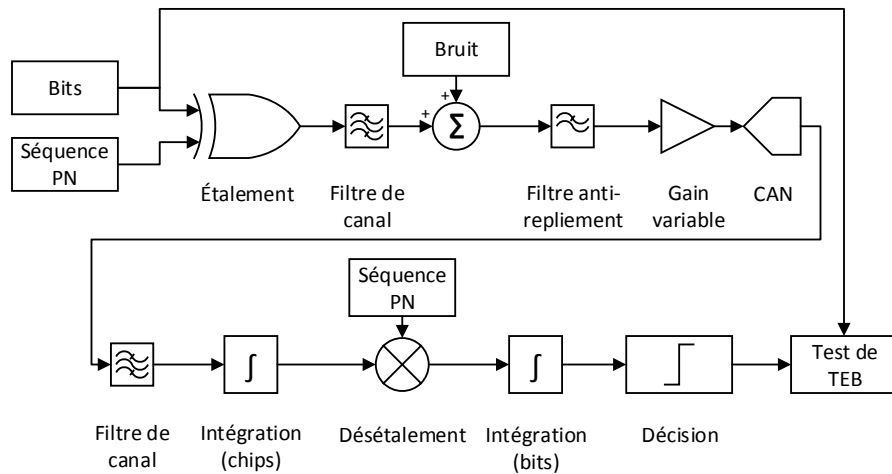 Bits
Séquence
PN
Bruit
+
+
Σ
Étalement
Filtre de
canal
Filtre anti-
repliement
Gain
variable
CAN
Séquence
PN
∫
∫
Test de
TEB
Filtre de
canal
Intégration
(chips)
Désétalement
Intégration
(bits)
Décision